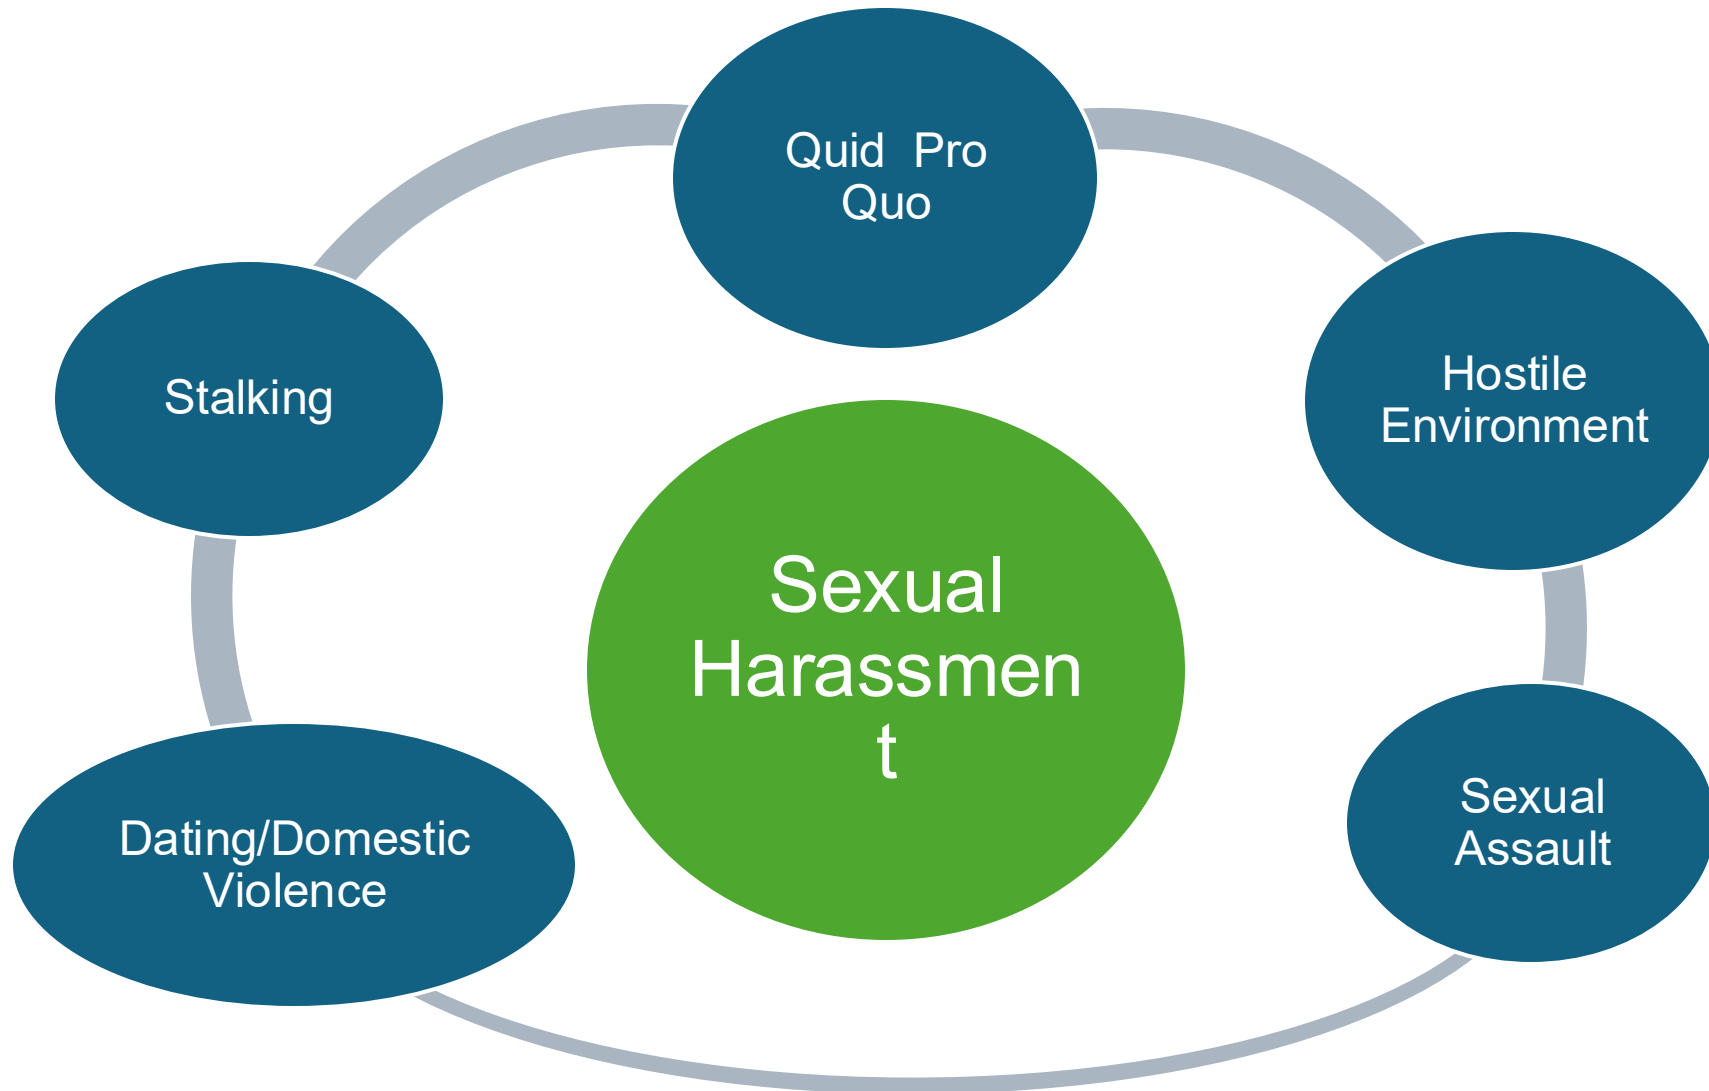 Quid  Pro
Quo
Hostile
Environment
Stalking
Sexual
Harassmen
t
Sexual
Assault
Dating/Domestic
Violence